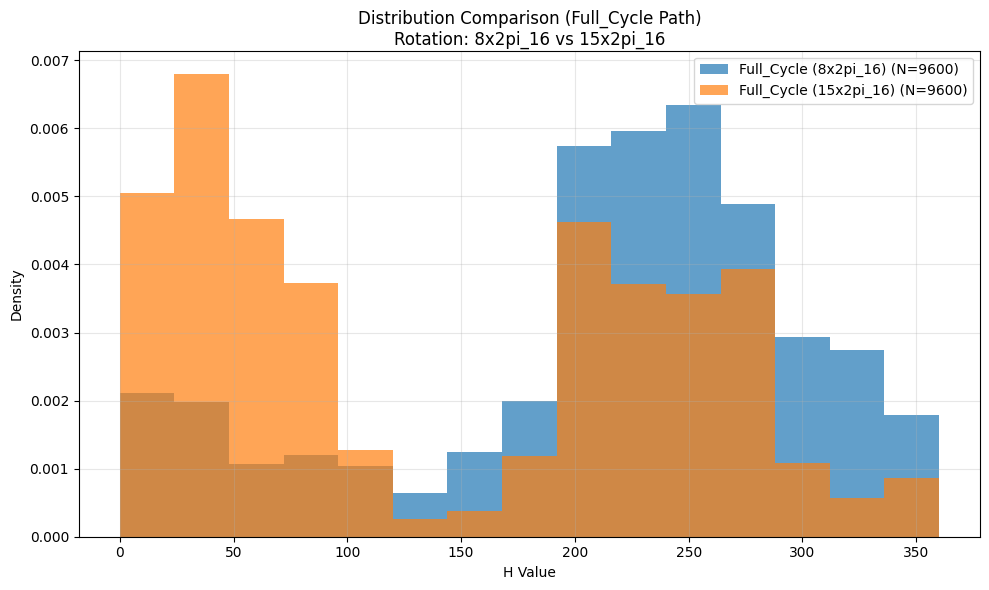 Distribution Comparison (Full_Cycle Path)
Rotation: 8x2pi_16 vs 15x2pi_16
Full_Cycle (8x2pi_16) (N=9600)
Full_Cycle (15x2pi_16) (N=9600)
0.007
0.006
0.005
0.004
0.003
0.002
0.001
0.000
Density
0 50 100 150 200 250 300 350
H Value